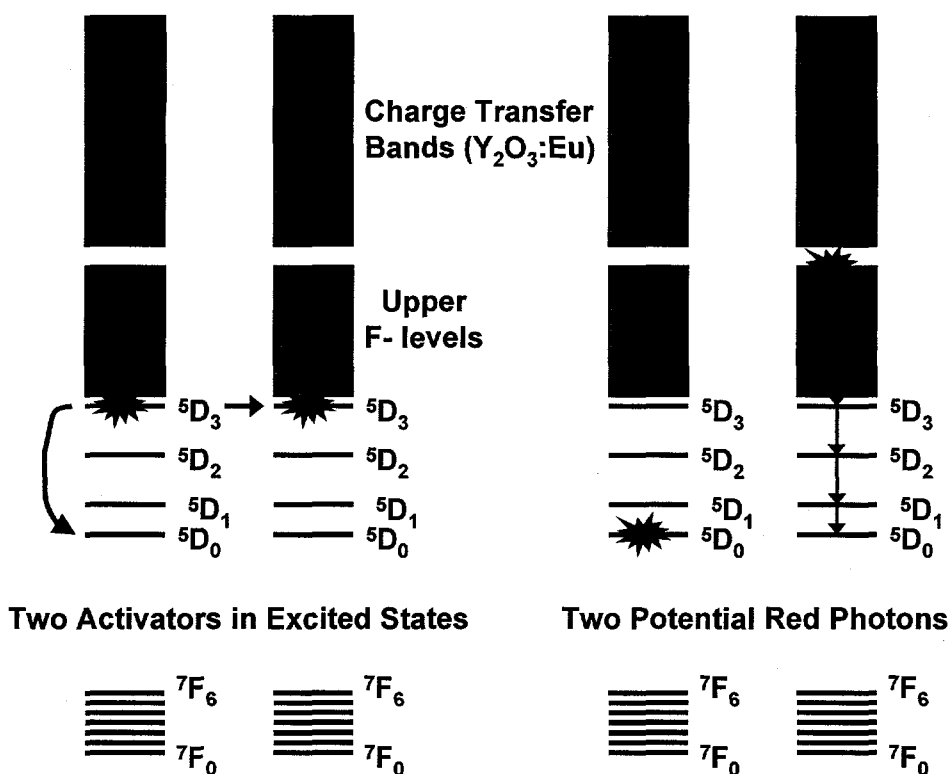 Charge Transfer
Bands (Y₂O₃:Eu)
Upper
F- levels
⁵D₃ ⁵D₃ ⁵D₃ ⁵D₃
⁵D₂ ⁵D₂ ⁵D₂ ⁵D₂
⁵D₁ ⁵D₁ ⁵D₁ ⁵D₁
⁵D₀ ⁵D₀ ⁵D₀ ⁵D₀
Two Activators in Excited States
Two Potential Red Photons
⁷F₆ ⁷F₆ ⁷F₆ ⁷F₆
⁷F₀ ⁷F₀ ⁷F₀ ⁷F₀